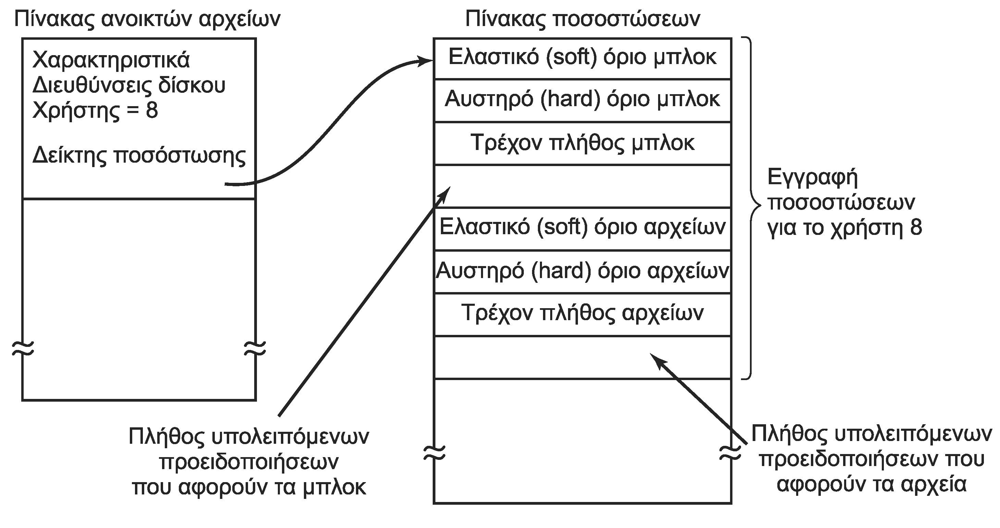 Πίνακας ανοικτών αρχείων
Χαρακτηριστικά
Διευθύνσεις δίσκου
Χρήστης = 8
Δείκτης ποσόστωσης
Πίνακας ποσοστώσεων
Ελαστικό (soft) όριο μπλοκ
Αυστηρό (hard) όριο μπλοκ
Τρέχον πλήθος μπλοκ
Ελαστικό (soft) όριο αρχείων
Αυστηρό (hard) όριο αρχείων
Τρέχον πλήθος αρχείων
Εγγραφή
ποσοστώσεων
για το χρήστη 8
Πλήθος υπολειπόμενων
προειδοποιήσεων
που αφορούν τα μπλοκ
Πλήθος υπολειπόμενων
προειδοποιήσεων που
αφορούν τα αρχεία